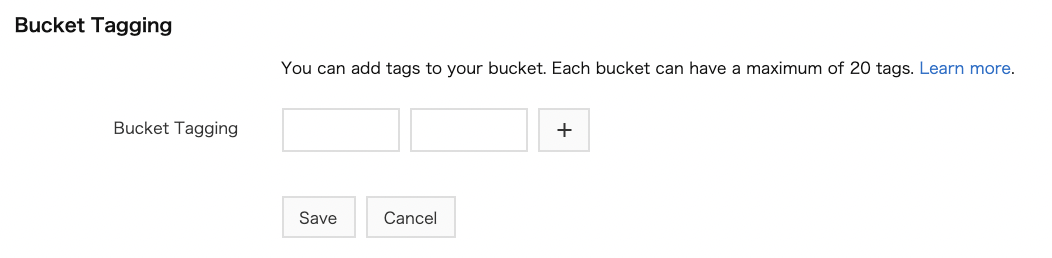 Bucket Tagging
You can add tags to your bucket. Each bucket can have a maximum of 20 tags. Learn more.
Bucket Tagging
+
Save Cancel